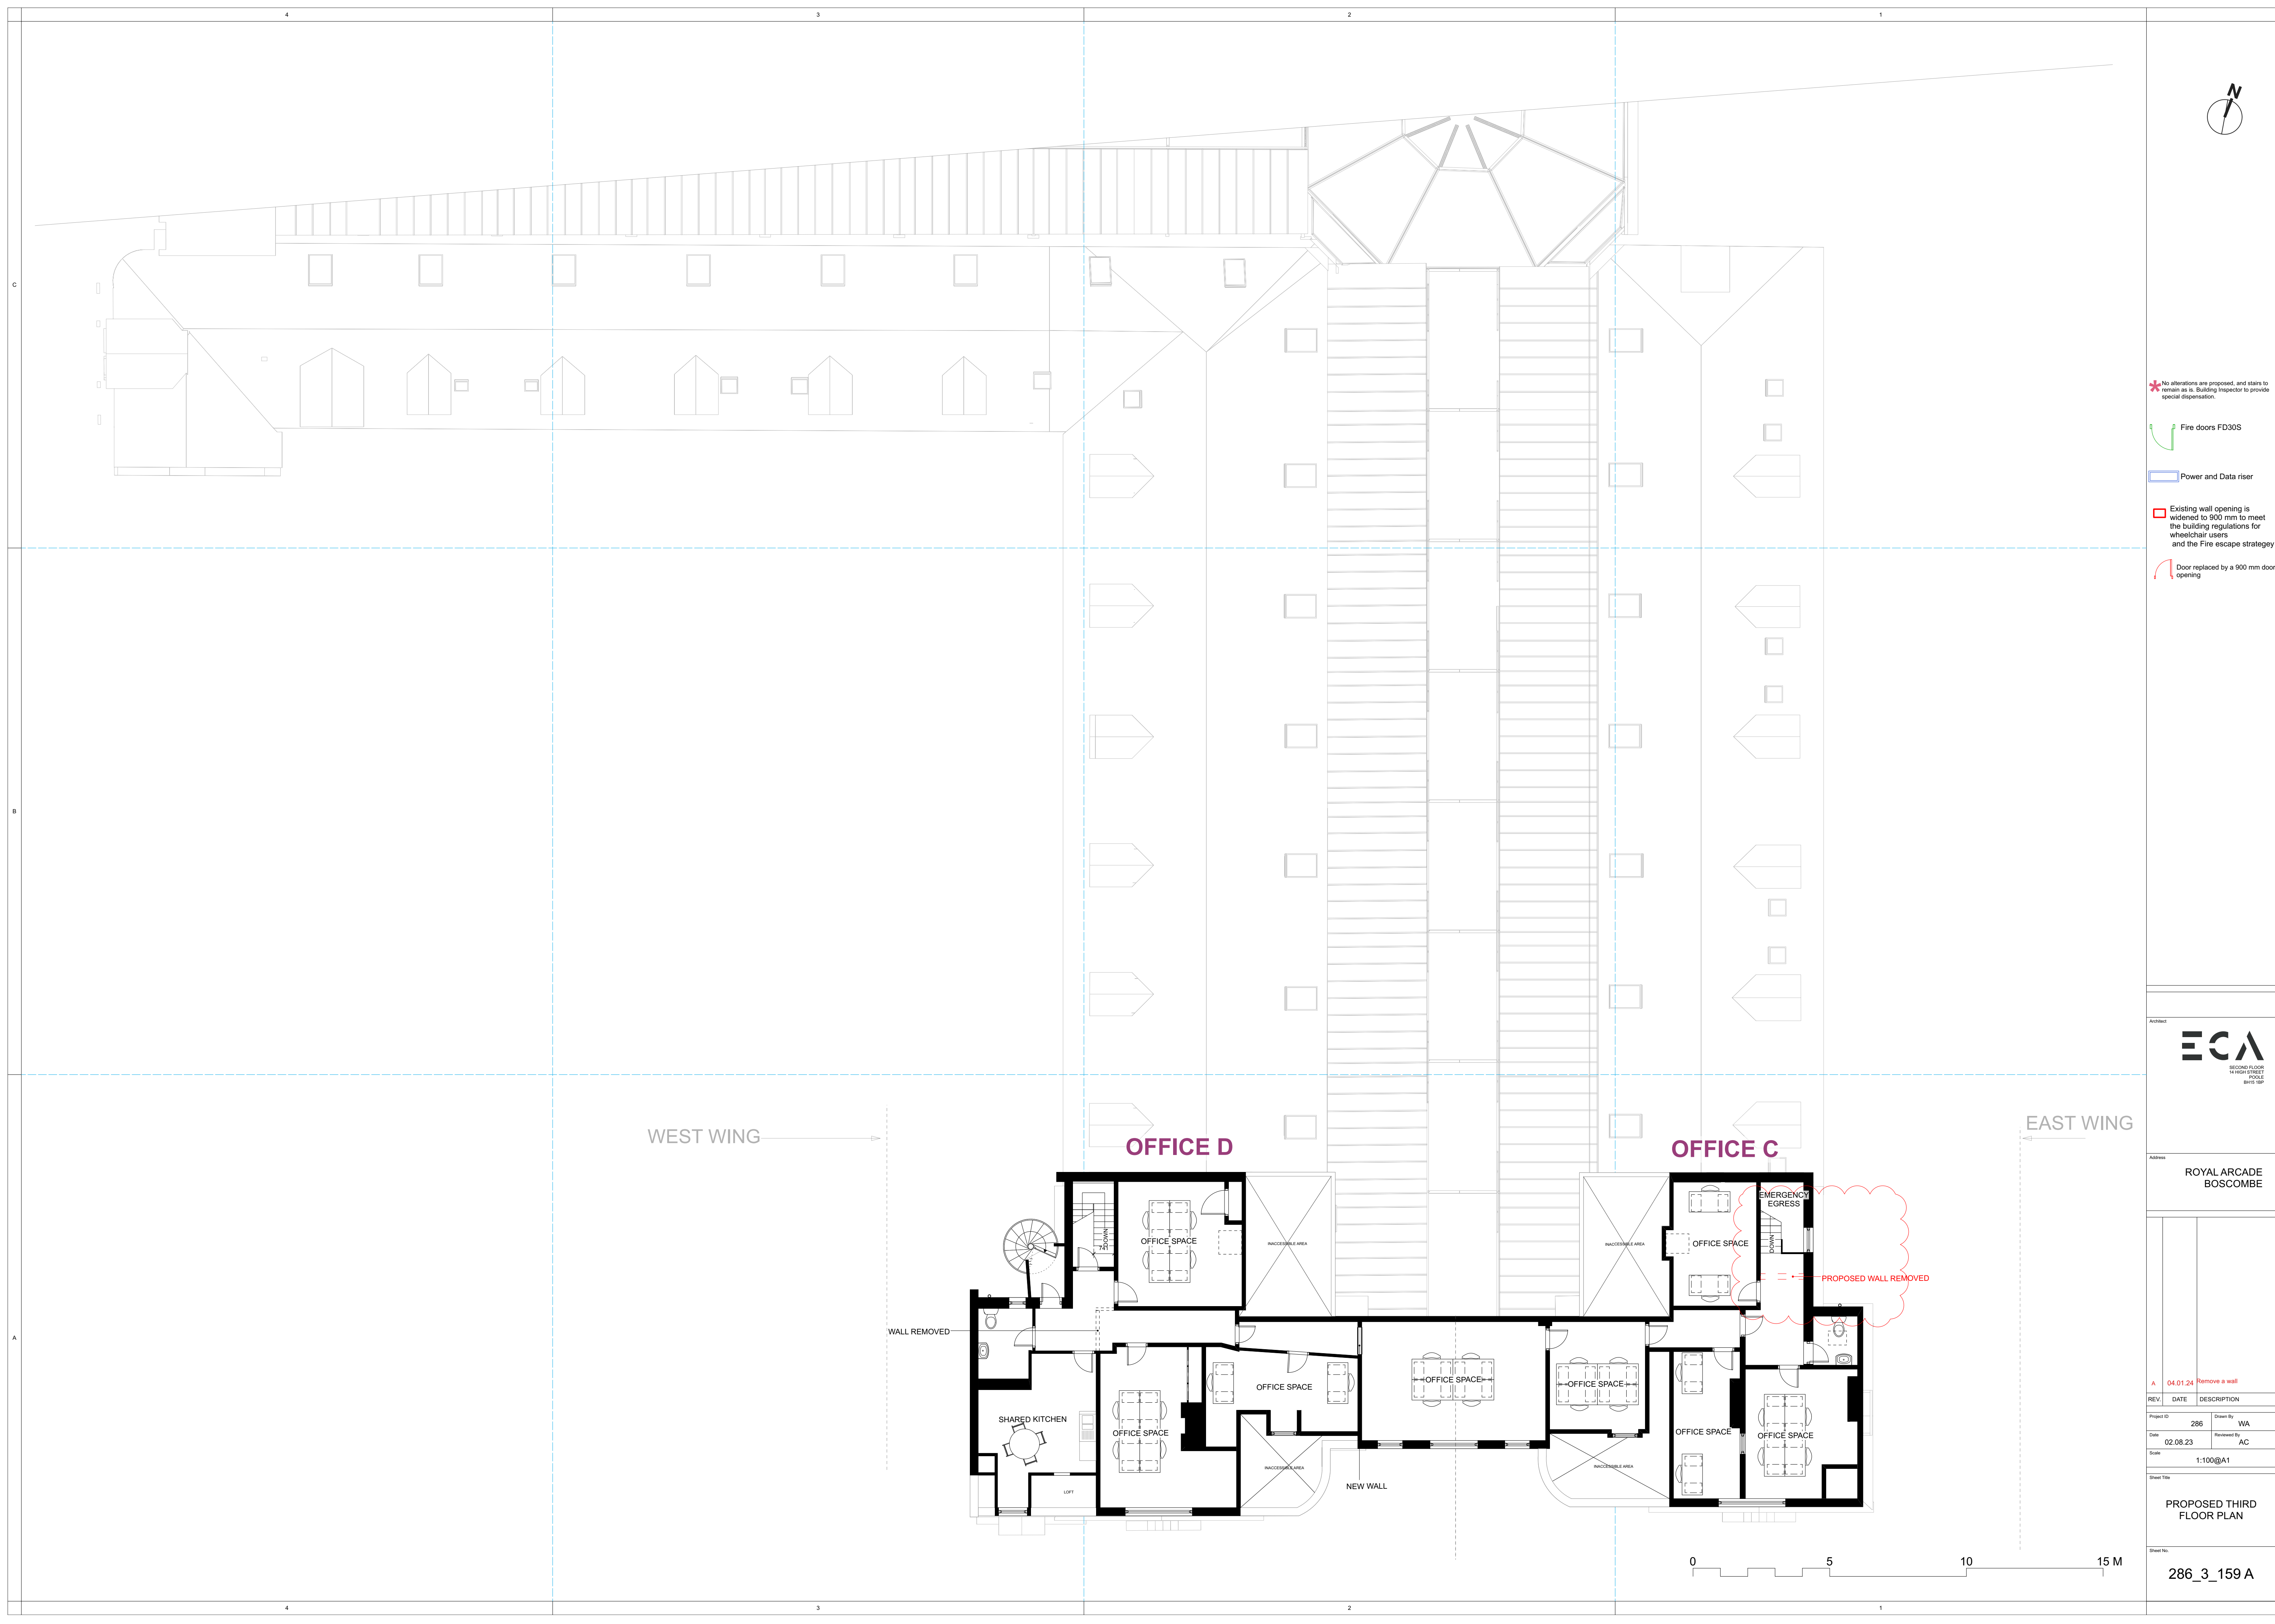 4
3
2
1
N
C
No alterations are proposed, and stairs to
remain as is. Building Inspector to provide
special dispensation.
Fire doors FD30S
Power and Data riser
Existing wall opening is
widened to 900 mm to meet
the building regulations for
wheelchair users
and the Fire escape strategey
Door replaced by a 900 mm door
opening
B
Architect
ECA
SECOND FLOOR
14 HIGH STREET
POOLE
BH15 1BP
WEST WING
OFFICE D
OFFICE C
EAST WING
Address
ROYAL ARCADE
BOSCOMBE
EMERGENCY
EGRESS
DOWN
741
OFFICE SPACE
INACCESSIBLE AREA
INACCESSIBLE AREA
OFFICE SPACE
DOWN
PROPOSED WALL REMOVED
A
WALL REMOVED
OFFICE SPACE
OFFICE SPACE
OFFICE SPACE
SHARED KITCHEN
OFFICE SPACE
OFFICE SPACE
OFFICE SPACE
INACCESSIBLE AREA
INACCESSIBLE AREA
LOFT
NEW WALL
A 04.01.24 Remove a wall
REV. DATE DESCRIPTION
Project ID
286
Drawn By
WA
Date
02.08.23
Reviewed By
AC
Scale
1:100@A1
Sheet Title
PROPOSED THIRD
FLOOR PLAN
Sheet No.
286_3_159 A
0 5 10 15 M
4
3
2
1